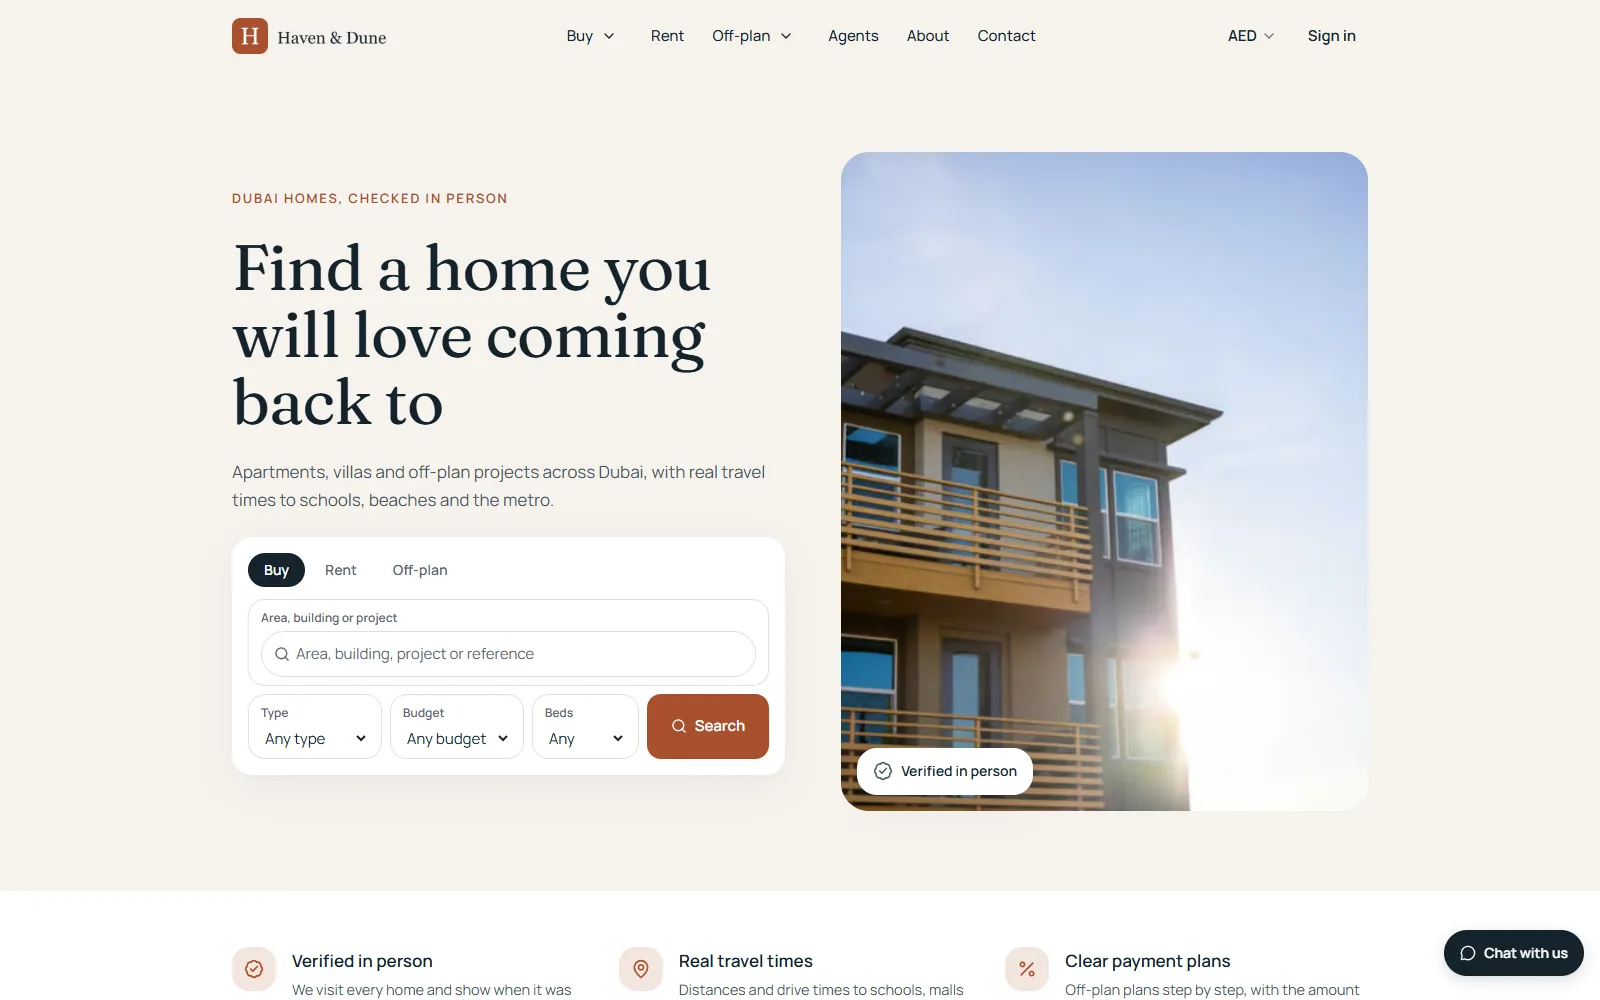 H Haven & Dune
Buy
Rent
Off-plan
Agents
About
Contact
AED
Sign in
DUBAI HOMES, CHECKED IN PERSON
Find a home you
will love coming
back to
Apartments, villas and off-plan projects across Dubai, with real travel
times to schools, beaches and the metro.
Buy
Rent
Off-plan
Area, building or project
Area, building, project or reference
Type
Any type
Budget
Any budget
Beds
Any
Search
Verified in person
Verified in person
We visit every home and show when it was
Real travel times
Distances and drive times to schools, malls
Clear payment plans
Off-plan plans step by step, with the amount
Chat with us